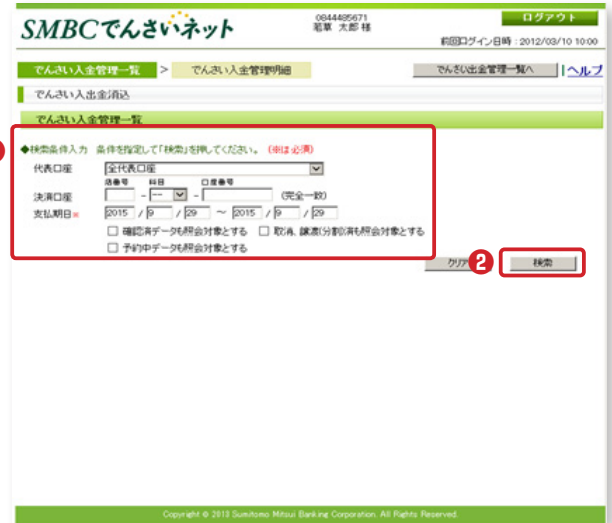 SMBCでんさいネット
0844485671
若草 太郎 様
ログアウト
前回ログイン日時：2012/03/10 10:00
でんさい入金管理一覧 > でんさい入金管理明細
でんさい出金管理一覧へ | ヘルプ
でんさい入出金消込
でんさい入金管理一覧
◆検索条件入力 条件を指定して「検索」を押してください。 (※は必須)
代表口座 全代表口座
店番号 科目 口座番号
決済口座 - -- - (完全一致)
支払期日※ 2015 / 9 / 29 ～ 2015 / 9 / 29
確認済データも照会対象とする 取消、譲渡(分割)済も照会対象とする
予約中データも照会対象とする
クリア 2 検索
Copyright © 2013 Sumitomo Mitsui Banking Corporation. All Rights Reserved.